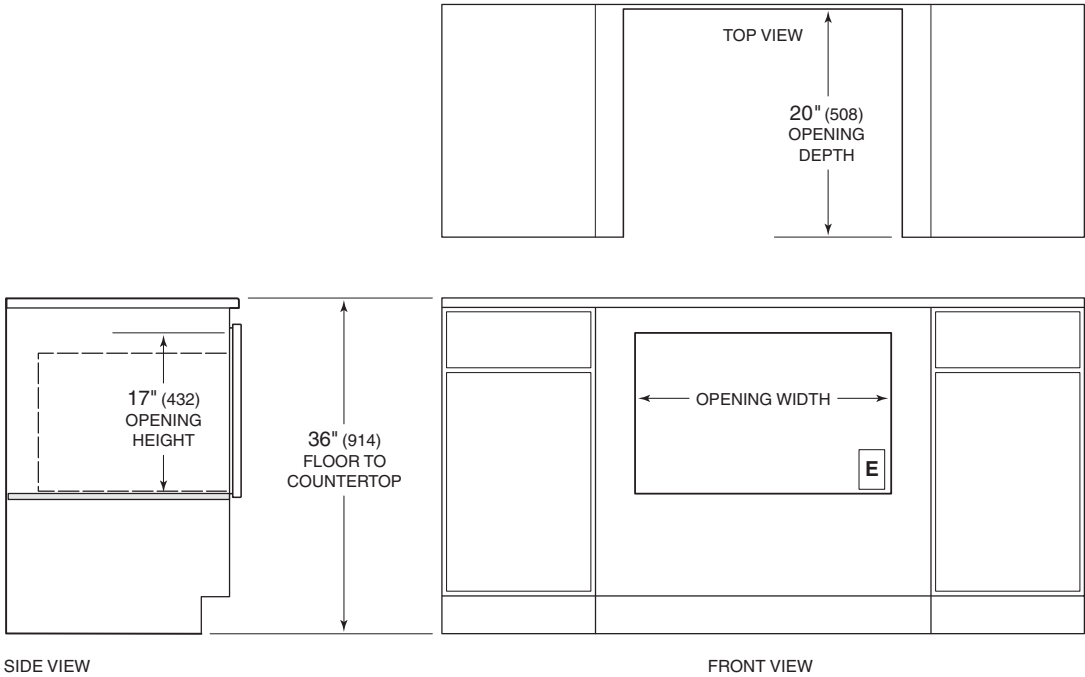 TOP VIEW
20" (508)
OPENING
DEPTH
17" (432)
OPENING
HEIGHT
36" (914)
FLOOR TO
COUNTERTOP
OPENING WIDTH
E
SIDE VIEW
FRONT VIEW